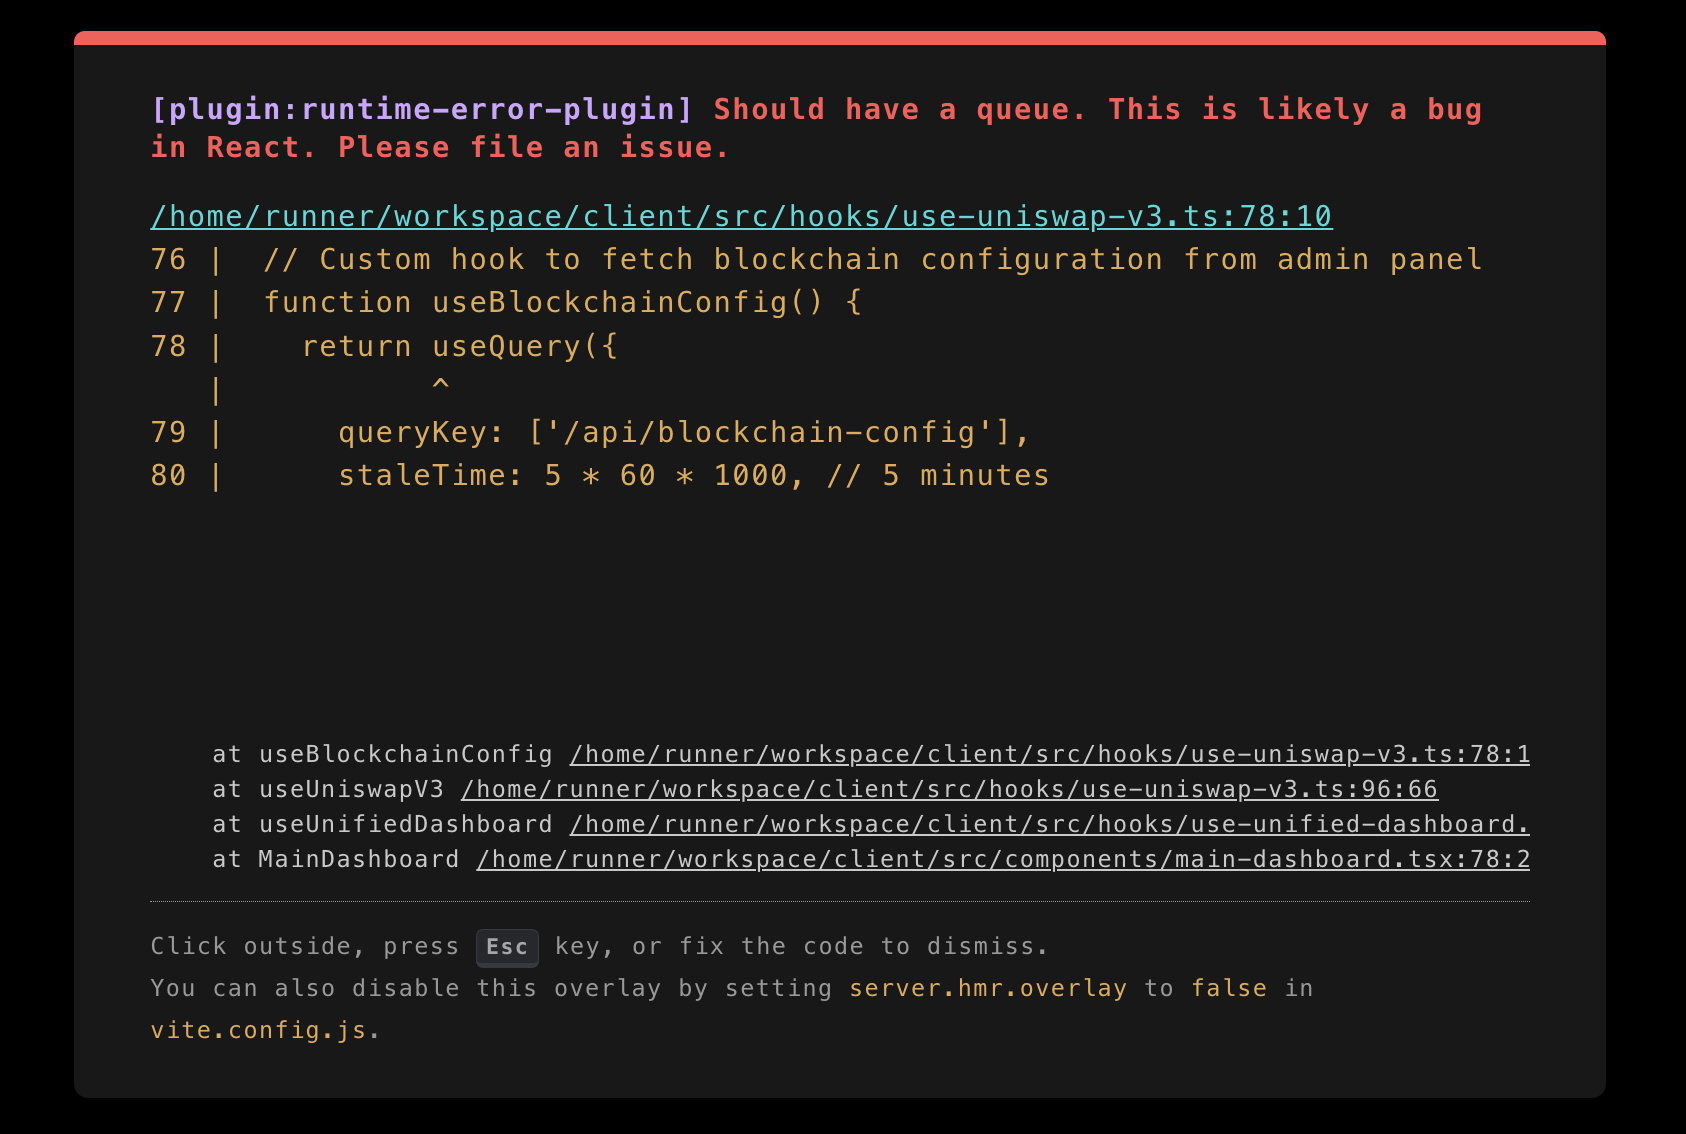 [plugin:runtime-error-plugin] Should have a queue. This is likely a bug
in React. Please file an issue.
/home/runner/workspace/client/src/hooks/use-uniswap-v3.ts:78:10
76 |  // Custom hook to fetch blockchain configuration from admin panel
77 |  function useBlockchainConfig() {
78 |    return useQuery({
   |           ^
79 |      queryKey: ['/api/blockchain-config'],
80 |      staleTime: 5 * 60 * 1000, // 5 minutes
at useBlockchainConfig /home/runner/workspace/client/src/hooks/use-uniswap-v3.ts:78:1
at useUniswapV3 /home/runner/workspace/client/src/hooks/use-uniswap-v3.ts:96:66
at useUnifiedDashboard /home/runner/workspace/client/src/hooks/use-unified-dashboard.
at MainDashboard /home/runner/workspace/client/src/components/main-dashboard.tsx:78:2
Click outside, press Esc key, or fix the code to dismiss.
You can also disable this overlay by setting server.hmr.overlay to false in
vite.config.js.